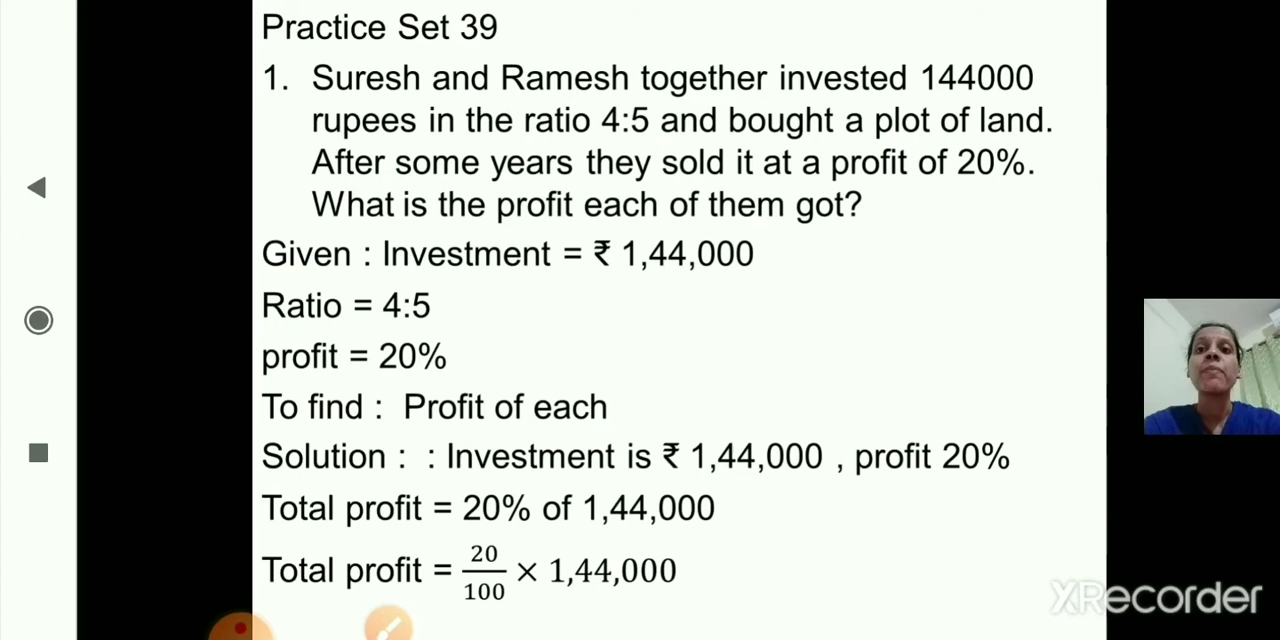 Practice Set 39
1. Suresh and Ramesh together invested 144000
rupees in the ratio 4:5 and bought a plot of land.
After some years they sold it at a profit of 20%.
What is the profit each of them got?
Given : Investment = ₹ 1,44,000
Ratio = 4:5
profit = 20%
To find : Profit of each
Solution : : Investment is ₹ 1,44,000 , profit 20%
Total profit = 20% of 1,44,000
Total profit = 20/100 × 1,44,000
XRecorder